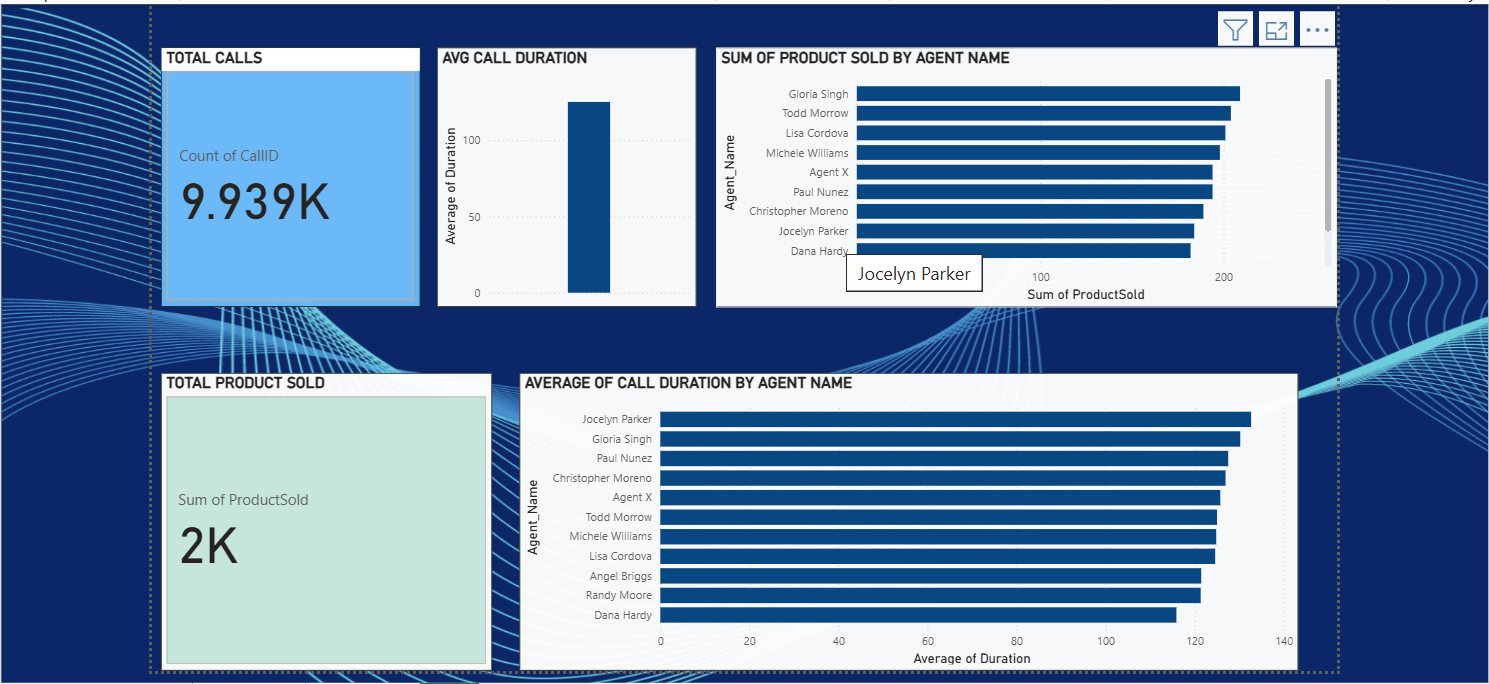 TOTAL CALLS
Count of CallID
9.939K
AVG CALL DURATION
Average of Duration
100
50
0
SUM OF PRODUCT SOLD BY AGENT NAME
Agent_Name
Gloria Singh
Todd Morrow
Lisa Cordova
Michele Williams
Agent X
Paul Nunez
Christopher Moreno
Jocelyn Parker
Dana Hardy
Jocelyn Parker
100
200
Sum of ProductSold
TOTAL PRODUCT SOLD
Sum of ProductSold
2K
AVERAGE OF CALL DURATION BY AGENT NAME
Agent_Name
Jocelyn Parker
Gloria Singh
Paul Nunez
Christopher Moreno
Agent X
Todd Morrow
Michele Williams
Lisa Cordova
Angel Briggs
Randy Moore
Dana Hardy
0 20 40 60 80 100 120 140
Average of Duration